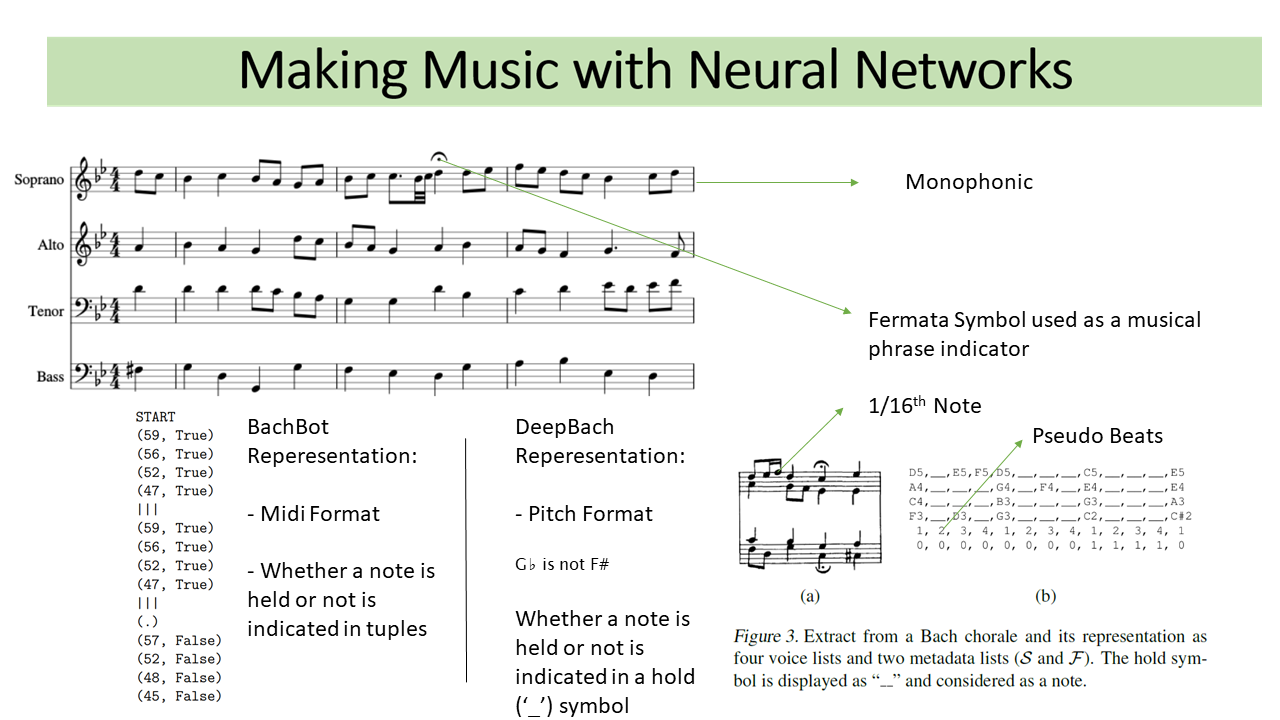 Making Music with Neural Networks
Soprano
Alto
Tenor
Bass
Monophonic
Fermata Symbol used as a musical
phrase indicator
1/16th Note
Pseudo Beats
START
(59, True)
(56, True)
(52, True)
(47, True)
|||
(59, True)
(56, True)
(52, True)
(47, True)
|||
(.)
(57, False)
(52, False)
(48, False)
(45, False)
BachBot
Reperesentation:
- Midi Format
- Whether a note is
held or not is
indicated in tuples
DeepBach
Reperesentation:
- Pitch Format
G♭ is not F#
Whether a note is
held or not is
indicated in a hold
(‘_’) symbol
D5,__,E5,F5,D5,__,__,__,C5,__,__,__,E5
A4,__,__,__,G4,__,F4,__,E4,__,__,__,E4
C4,__,__,__,B3,__,__,__,G3,__,__,__,A3
F3,__,D3,__,G3,__,__,__,C2,__,__,__,C#2
1, 2, 3, 4, 1, 2, 3, 4, 1, 2, 3, 4, 1
0, 0, 0, 0, 0, 0, 0, 0, 1, 1, 1, 1, 0
(a)
(b)
Figure 3. Extract from a Bach chorale and its representation as
four voice lists and two metadata lists (S and F). The hold sym-
bol is displayed as “__” and considered as a note.